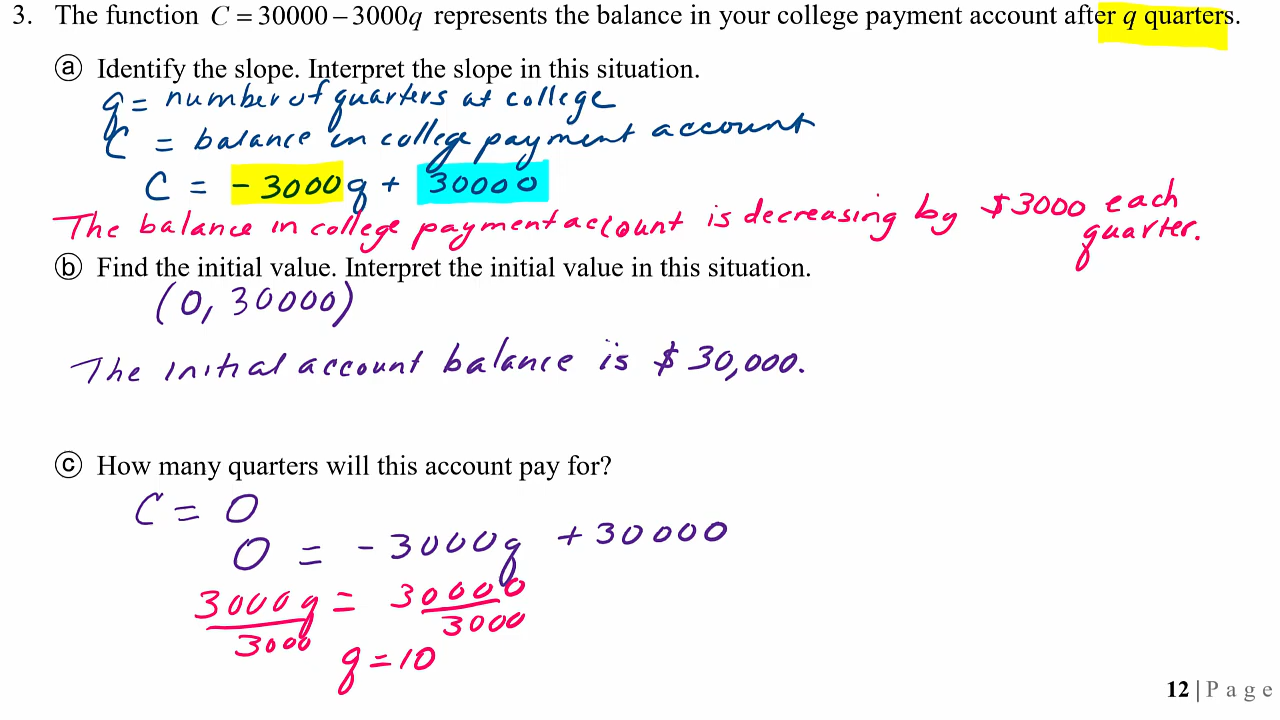 3. The function C = 30000 – 3000q represents the balance in your college payment account after q quarters.
ⓐ Identify the slope. Interpret the slope in this situation.
q = number of quarters at college
C = balance in college payment account
C = - 3000q + 30000
The balance in college payment account is decreasing by $3000 each
quarter.
ⓑ Find the initial value. Interpret the initial value in this situation.
(0, 30000)
The initial account balance is $30,000.
ⓒ How many quarters will this account pay for?
C = 0
0 = - 3000q + 30000
3000q = 30000
3000 3000
q = 10
12 | Page